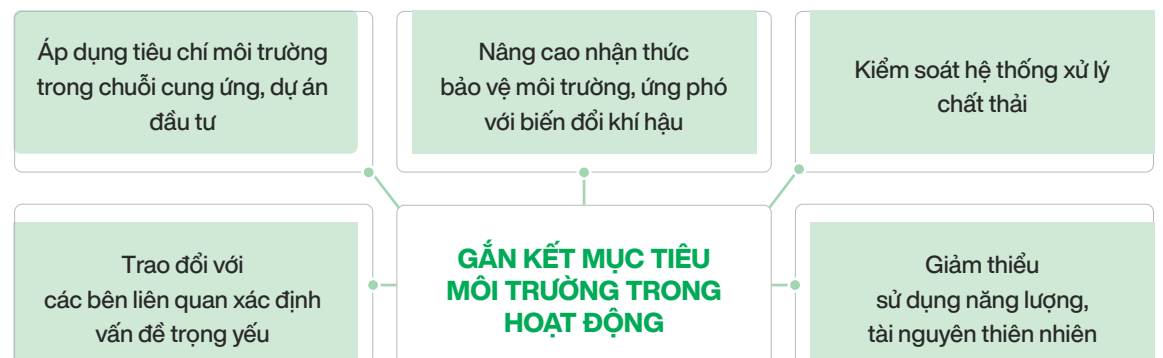 Áp dụng tiêu chí môi trường
trong chuỗi cung ứng, dự án
đầu tư
Nâng cao nhận thức
bảo vệ môi trường, ứng phó
với biến đổi khí hậu
Kiểm soát hệ thống xử lý
chất thải
Trao đổi với
các bên liên quan xác định
vấn đề trọng yếu
GẮN KẾT MỤC TIÊU
MÔI TRƯỜNG TRONG
HOẠT ĐỘNG
Giảm thiểu
sử dụng năng lượng,
tài nguyên thiên nhiên